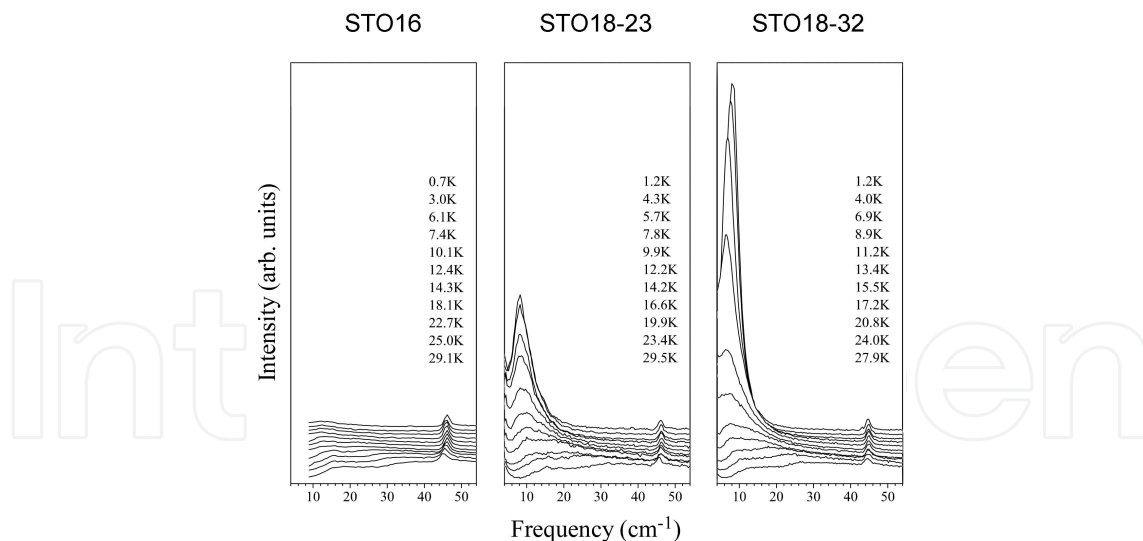 STO16 STO18-23 STO18-32
Intensity (arb. units)
0.7K 1.2K 1.2K
3.0K 4.3K 4.0K
6.1K 5.7K 6.9K
7.4K 7.8K 8.9K
10.1K 9.9K 11.2K
12.4K 12.2K 13.4K
14.3K 14.2K 15.5K
18.1K 16.6K 17.2K
22.7K 19.9K 20.8K
25.0K 23.4K 24.0K
29.1K 29.5K 27.9K
Int en
10 20 30 40 50 10 20 30 40 50 10 20 30 40 50
Frequency (cm⁻¹)